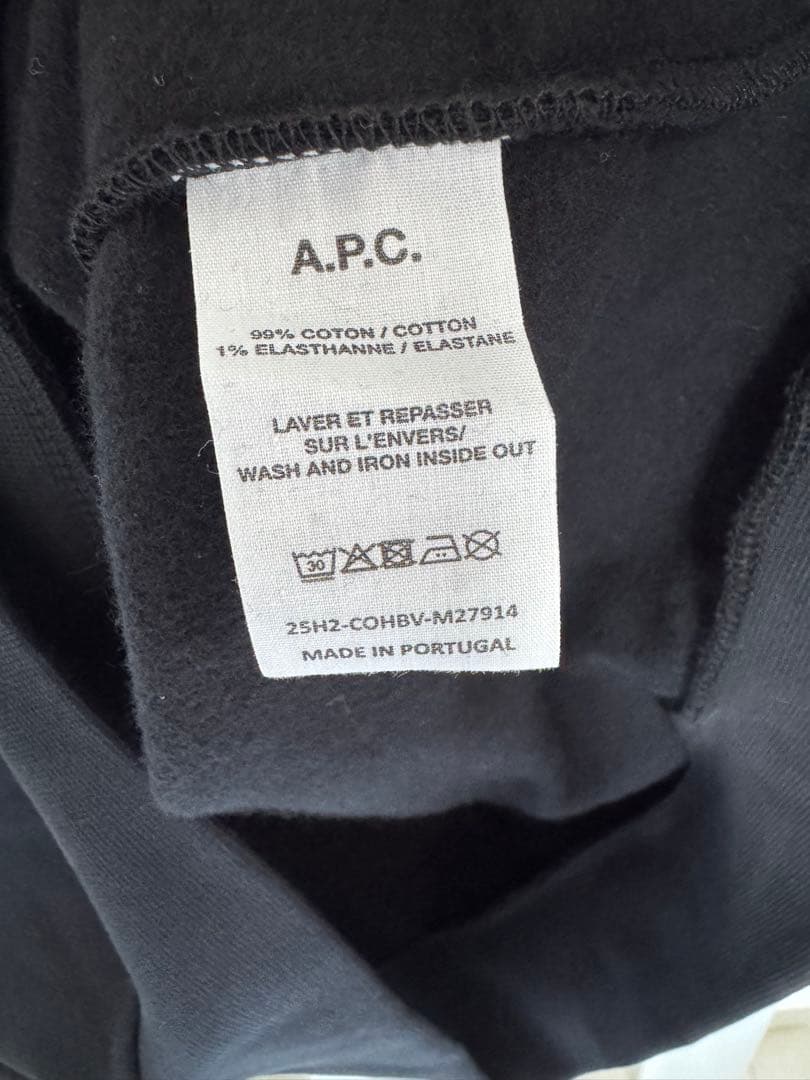 A.P.C.
99% COTON / COTTON
1% ELASTHANNE / ELASTANE
LAVER ET REPASSER
SUR L'ENVERS/
WASH AND IRON INSIDE OUT
30
25H2-COHBV-M27914
MADE IN PORTUGAL